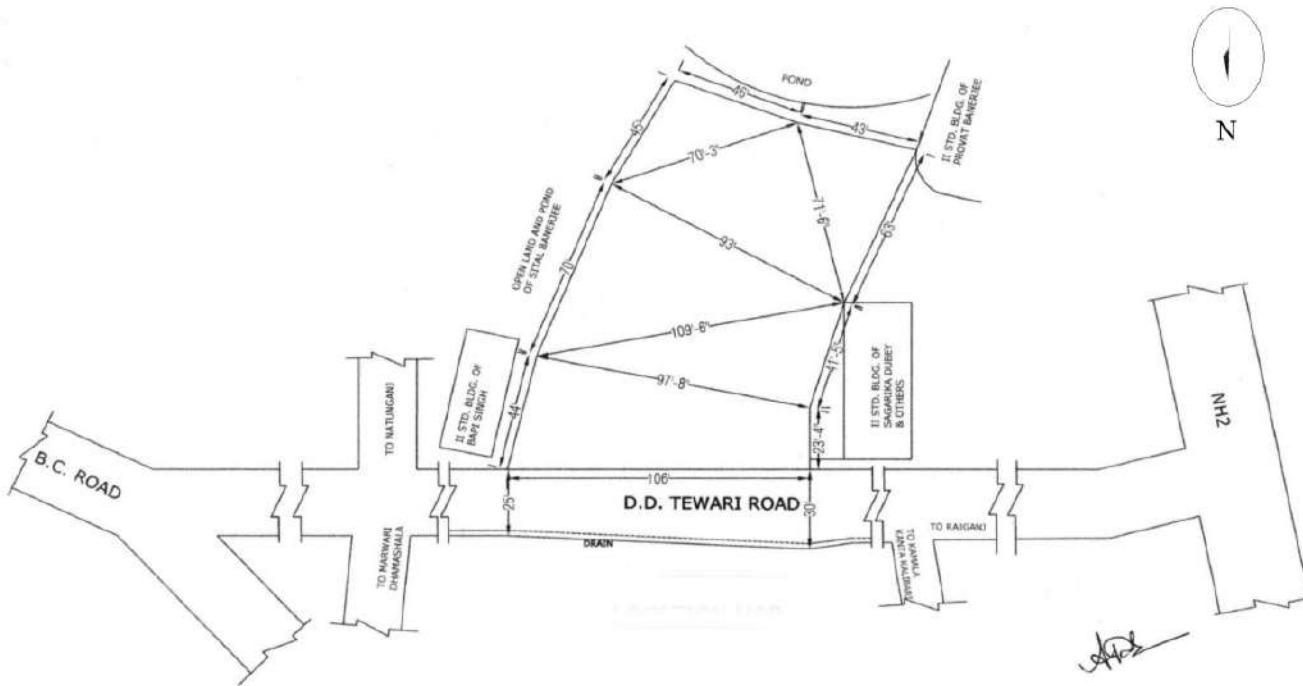 N
POND
46'
43'
II STD. BLDG. OF
PROVAT BANERJEE
45'
70'-3"
71'-6"
63'
OPEN LAND AND POND
OF SITAL BANERJEE
70'
93'
109'-6"
97'-8"
41'-5"
23'-4"
II STD. BLDG. OF
SAGARIKA DUBEY
& OTHERS
II STD. BLDG. OF
BAPI SINGH
44'
TO NATUNGANJ
NH2
B.C. ROAD
106'
25'
D.D. TEWARI ROAD
30'
DRAIN
TO MARWARI
DHAMASHALA
TO RAIGANJ
TO KAMALA
KANTA KALIBARI